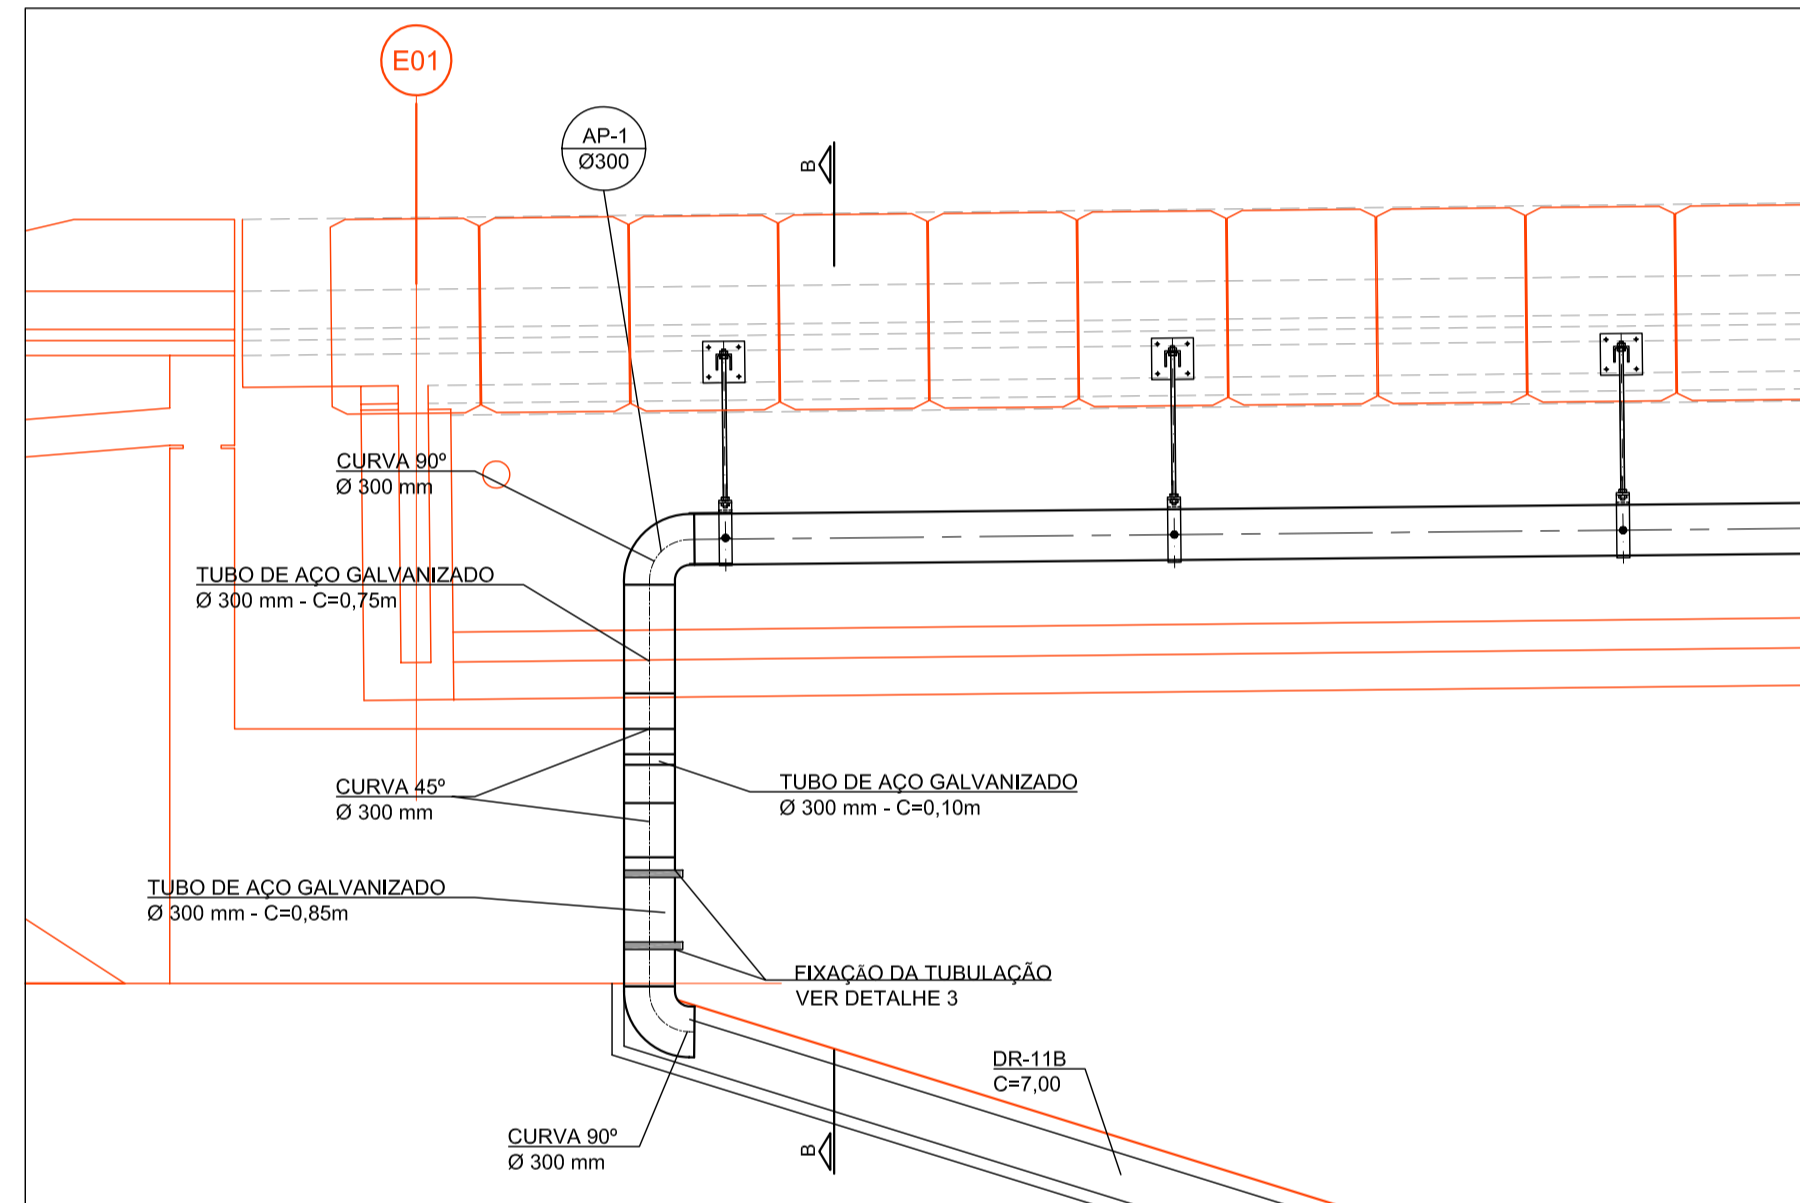 E01
AP-1
Ø300
B
CURVA 90º
Ø 300 mm
TUBO DE AÇO GALVANIZADO
Ø 300 mm - C=0,75m
CURVA 45º
Ø 300 mm
TUBO DE AÇO GALVANIZADO
Ø 300 mm - C=0,10m
TUBO DE AÇO GALVANIZADO
Ø 300 mm - C=0,85m
FIXAÇÃO DA TUBULAÇÃO
VER DETALHE 3
DR-11B
C=7,00
CURVA 90º
Ø 300 mm
B